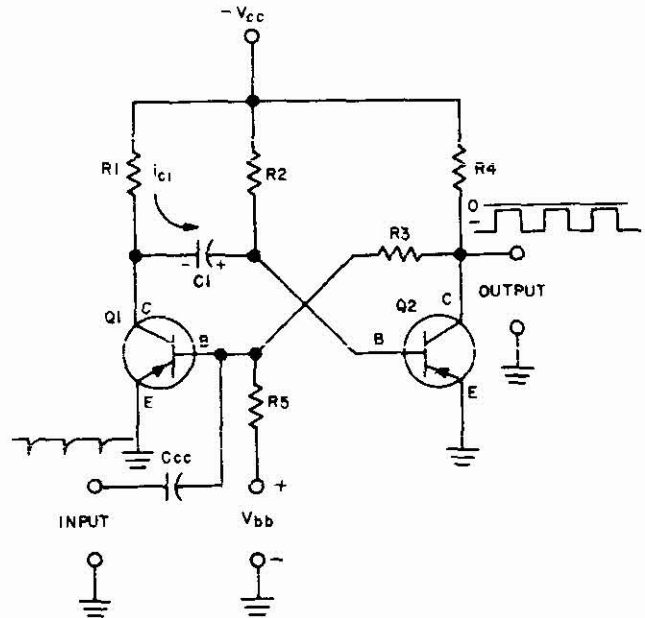 - Vcc
R1
iC1
R2
R4
0
-
R3
- +
C1
OUTPUT
Q1
C
B
E
Q2
C
B
E
R5
Ccc
+
INPUT
Vbb
-